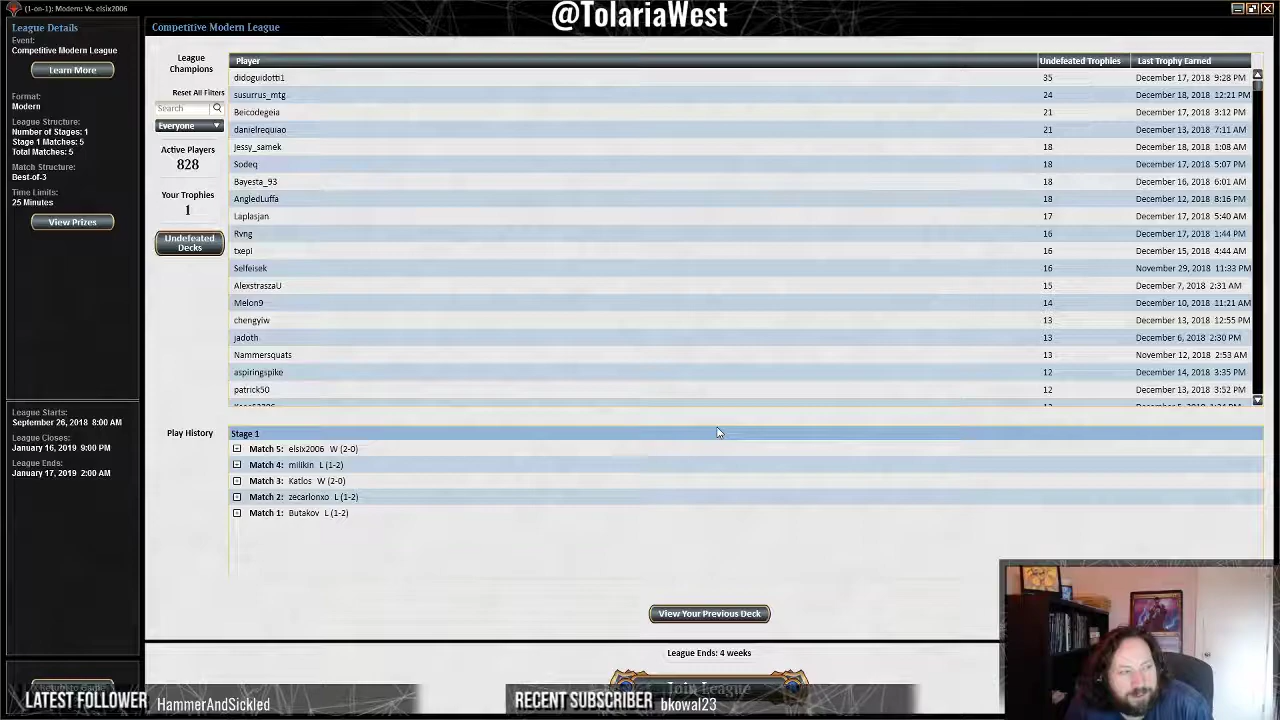 (1-on-1): Modern: Vs. elsix2006
@TolariaWest
League Details
Event:
Competitive Modern League
Learn More
Format:
Modern
League Structure:
Number of Stages: 1
Stage 1 Matches: 5
Total Matches: 5
Match Structure:
Best-of-3
Time Limits:
25 Minutes
View Prizes
League Starts:
September 26, 2018 8:00 AM
League Closes:
January 16, 2019 9:00 PM
League Ends:
January 17, 2019 2:00 AM
Competitive Modern League
League
Champions
Reset All Filters
Search
Everyone
Active Players
828
Your Trophies
1
Undefeated
Decks
Player Undefeated Trophies Last Trophy Earned
didoguidotti1 35 December 17, 2018 9:28 PM
susurrus_mtg 24 December 18, 2018 12:21 PM
Beicodegeia 21 December 17, 2018 3:12 PM
danielrequiao 21 December 13, 2018 7:11 AM
Jessy_samek 18 December 18, 2018 1:08 AM
Sodeq 18 December 17, 2018 5:07 PM
Bayesta_93 18 December 16, 2018 6:01 AM
AngledLuffa 18 December 12, 2018 8:16 PM
Laplasjan 17 December 17, 2018 5:40 AM
Rvng 16 December 17, 2018 1:44 PM
txepi 16 December 15, 2018 4:44 AM
Selfeisek 16 November 29, 2018 11:33 PM
AlexstraszaU 15 December 7, 2018 2:31 AM
Melon9 14 December 10, 2018 11:21 AM
chengyiw 13 December 13, 2018 12:55 PM
jadoth 13 December 6, 2018 2:30 PM
Nammersquats 13 November 12, 2018 2:53 AM
aspiringspike 12 December 14, 2018 3:35 PM
patrick50 12 December 13, 2018 3:52 PM
Play History
Stage 1
Match 5: elsix2006 W (2-0)
Match 4: milikin L (1-2)
Match 3: Katlos W (2-0)
Match 2: zecarlonxo L (1-2)
Match 1: Butakov L (1-2)
View Your Previous Deck
League Ends: 4 weeks
Join League
LATEST FOLLOWER HammerAndSickled
RECENT SUBSCRIBER bkowal23